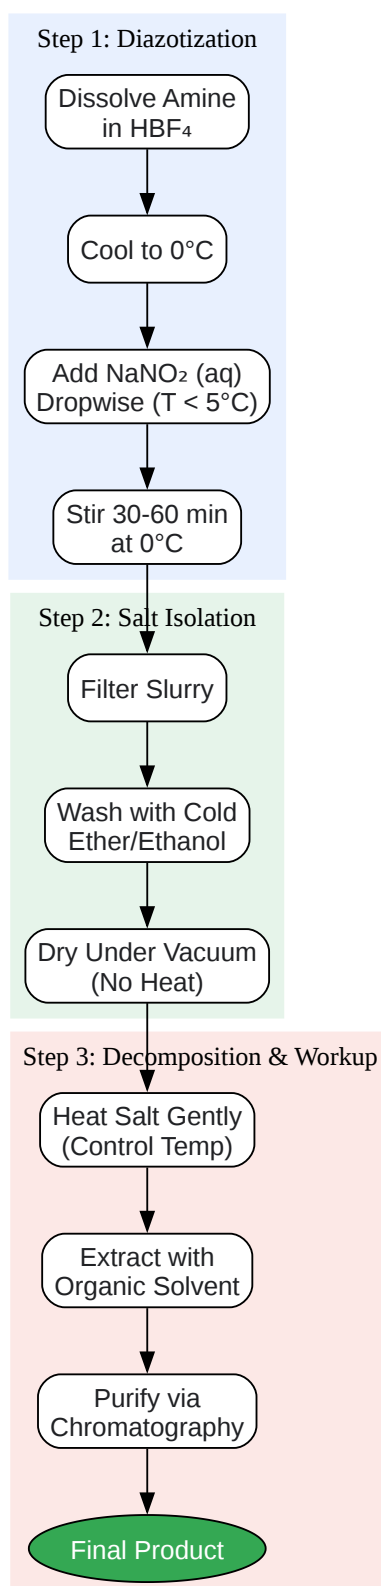 Step 1: Diazotization
Dissolve Amine
in HBF₄
Cool to 0°C
Add NaNO₂ (aq)
Dropwise (T < 5°C)
Stir 30-60 min
at 0°C
Step 2: Salt Isolation
Filter Slurry
Wash with Cold
Ether/Ethanol
Dry Under Vacuum
(No Heat)
Step 3: Decomposition & Workup
Heat Salt Gently
(Control Temp)
Extract with
Organic Solvent
Purify via
Chromatography
Final Product